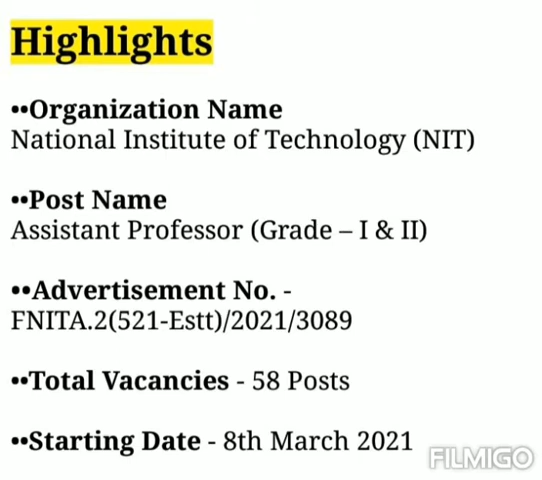 Highlights
••Organization Name
National Institute of Technology (NIT)
••Post Name
Assistant Professor (Grade – I & II)
••Advertisement No. -
FNITA.2(521-Estt)/2021/3089
••Total Vacancies - 58 Posts
••Starting Date - 8th March 2021
FILMIGO